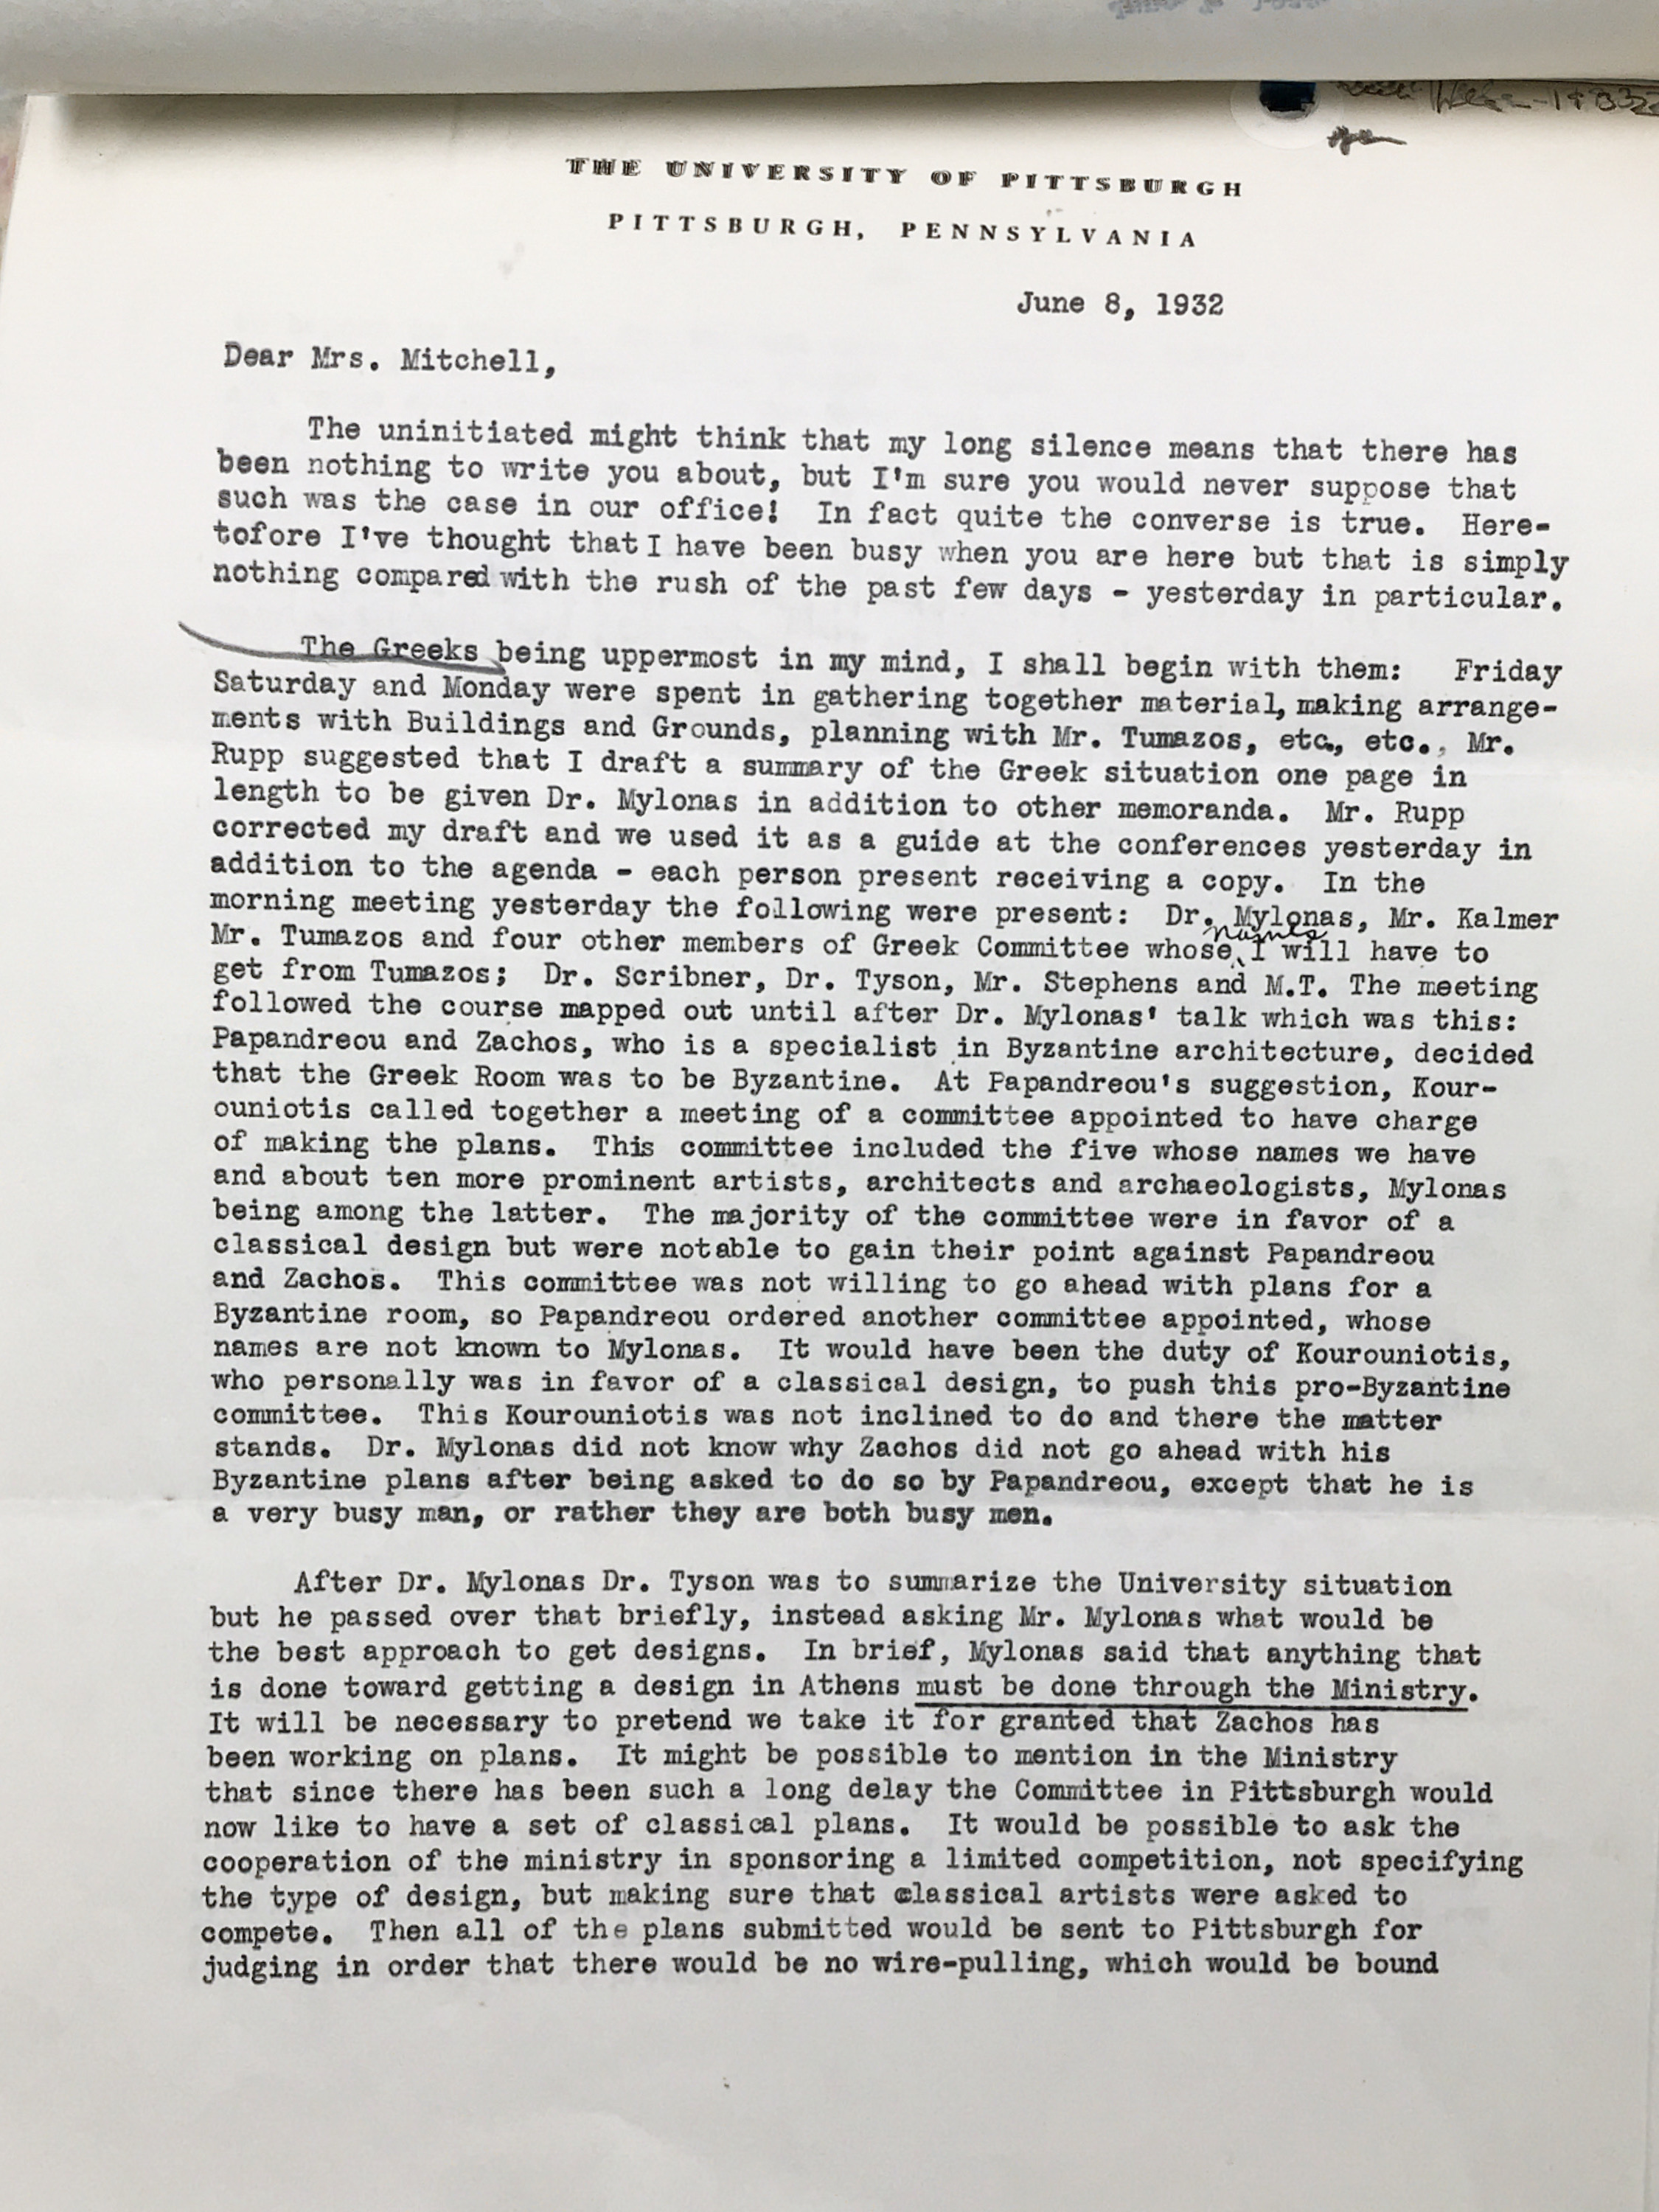 THE UNIVERSITY OF PITTSBURGH
PITTSBURGH, PENNSYLVANIA
June 8, 1932
Dear Mrs. Mitchell,
The uninitiated might think that my long silence means that there has
been nothing to write you about, but I'm sure you would never suppose that
such was the case in our office! In fact quite the converse is true. Here-
tofore I've thought that I have been busy when you are here but that is simply
nothing compared with the rush of the past few days - yesterday in particular.
The Greeks being uppermost in my mind, I shall begin with them: Friday
Saturday and Monday were spent in gathering together material, making arrange-
ments with Buildings and Grounds, planning with Mr. Tumazos, etc., etc., Mr.
Rupp suggested that I draft a summary of the Greek situation one page in
length to be given Dr. Mylonas in addition to other memoranda. Mr. Rupp
corrected my draft and we used it as a guide at the conferences yesterday in
addition to the agenda - each person present receiving a copy. In the
morning meeting yesterday the following were present: Dr. Mylonas, Mr. Kalmer
Mr. Tumazos and four other members of Greek Committee whose names I will have to
get from Tumazos; Dr. Scribner, Dr. Tyson, Mr. Stephens and M.T. The meeting
followed the course mapped out until after Dr. Mylonas' talk which was this:
Papandreou and Zachos, who is a specialist in Byzantine architecture, decided
that the Greek Room was to be Byzantine. At Papandreou's suggestion, Kour-
ouniotis called together a meeting of a committee appointed to have charge
of making the plans. This committee included the five whose names we have
and about ten more prominent artists, architects and archaeologists, Mylonas
being among the latter. The majority of the committee were in favor of a
classical design but were notable to gain their point against Papandreou
and Zachos. This committee was not willing to go ahead with plans for a
Byzantine room, so Papandreou ordered another committee appointed, whose
names are not known to Mylonas. It would have been the duty of Kourouniotis,
who personally was in favor of a classical design, to push this pro-Byzantine
committee. This Kourouniotis was not inclined to do and there the matter
stands. Dr. Mylonas did not know why Zachos did not go ahead with his
Byzantine plans after being asked to do so by Papandreou, except that he is
a very busy man, or rather they are both busy men.
After Dr. Mylonas Dr. Tyson was to summarize the University situation
but he passed over that briefly, instead asking Mr. Mylonas what would be
the best approach to get designs. In brief, Mylonas said that anything that
is done toward getting a design in Athens must be done through the Ministry.
It will be necessary to pretend we take it for granted that Zachos has
been working on plans. It might be possible to mention in the Ministry
that since there has been such a long delay the Committee in Pittsburgh would
now like to have a set of classical plans. It would be possible to ask the
cooperation of the ministry in sponsoring a limited competition, not specifying
the type of design, but making sure that classical artists were asked to
compete. Then all of the plans submitted would be sent to Pittsburgh for
judging in order that there would be no wire-pulling, which would be bound